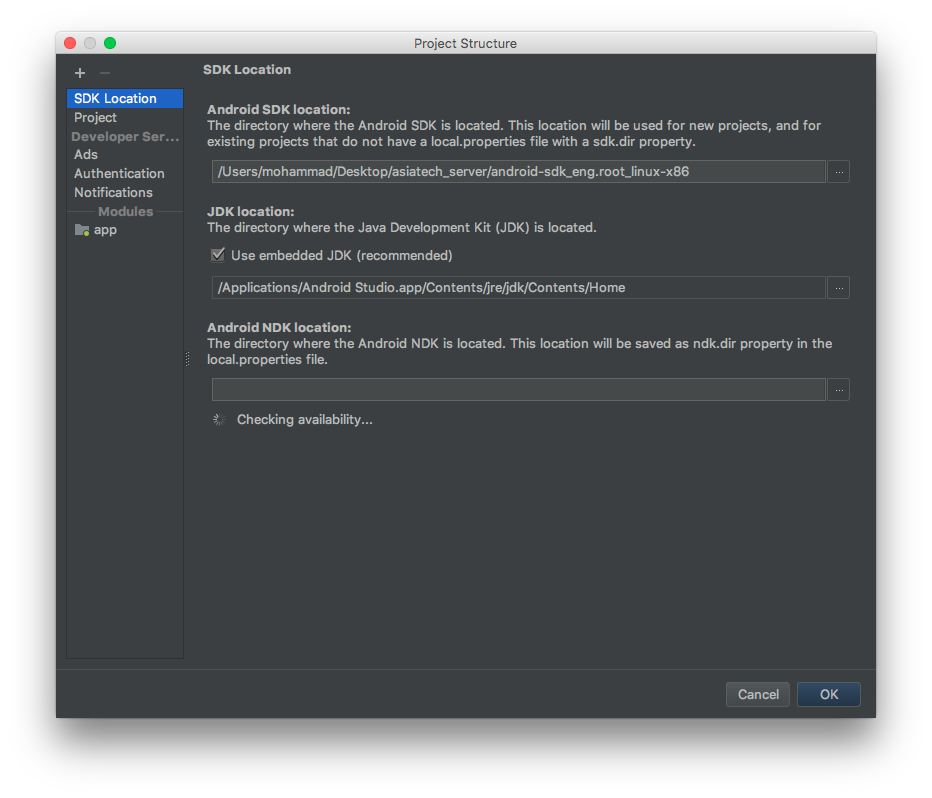 Project Structure
SDK Location
Project
Developer Ser...
Ads
Authentication
Notifications
Modules
app
SDK Location
Android SDK location:
The directory where the Android SDK is located. This location will be used for new projects, and for
existing projects that do not have a local.properties file with a sdk.dir property.
/Users/mohammad/Desktop/asiatech_server/android-sdk_eng.root_linux-x86
...
JDK location:
The directory where the Java Development Kit (JDK) is located.
Use embedded JDK (recommended)
/Applications/Android Studio.app/Contents/jre/jdk/Contents/Home
...
Android NDK location:
The directory where the Android NDK is located. This location will be saved as ndk.dir property in the
local.properties file.
...
Checking availability...
Cancel
OK